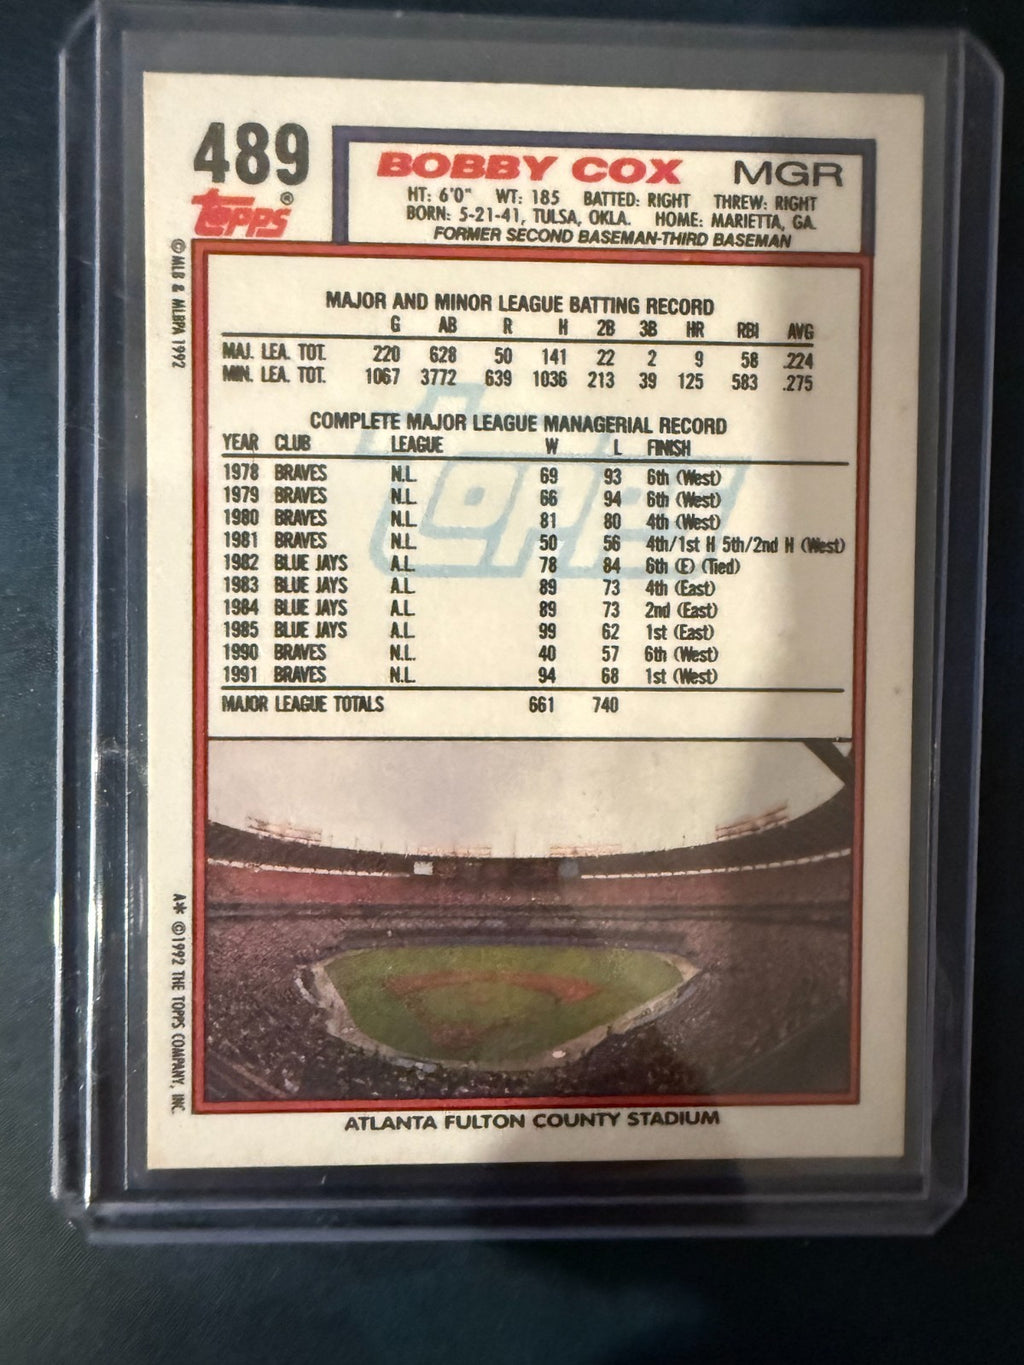 489
Topps®
BOBBY COX MGR
HT: 6'0" WT: 185 BATTED: RIGHT THREW: RIGHT
BORN: 5-21-41, TULSA, OKLA. HOME: MARIETTA, GA.
FORMER SECOND BASEMAN-THIRD BASEMAN
© MLB & MLBPA 1992
MAJOR AND MINOR LEAGUE BATTING RECORD
G AB R H 2B 3B HR RBI AVG
MAJ. LEA. TOT. 220 628 50 141 22 2 9 58 .224
MIN. LEA. TOT. 1067 3772 639 1036 213 39 125 583 .275
Topps
COMPLETE MAJOR LEAGUE MANAGERIAL RECORD
YEAR CLUB LEAGUE W L FINISH
1978 BRAVES N.L. 69 93 6th (West)
1979 BRAVES N.L. 66 94 6th (West)
1980 BRAVES N.L. 81 80 4th (West)
1981 BRAVES N.L. 50 56 4th/1st H 5th/2nd H (West)
1982 BLUE JAYS A.L. 78 84 6th (E) (Tied)
1983 BLUE JAYS A.L. 89 73 4th (East)
1984 BLUE JAYS A.L. 89 73 2nd (East)
1985 BLUE JAYS A.L. 99 62 1st (East)
1990 BRAVES N.L. 40 57 6th (West)
1991 BRAVES N.L. 94 68 1st (West)
MAJOR LEAGUE TOTALS 661 740
A* ©1992 THE TOPPS COMPANY, INC.
ATLANTA FULTON COUNTY STADIUM